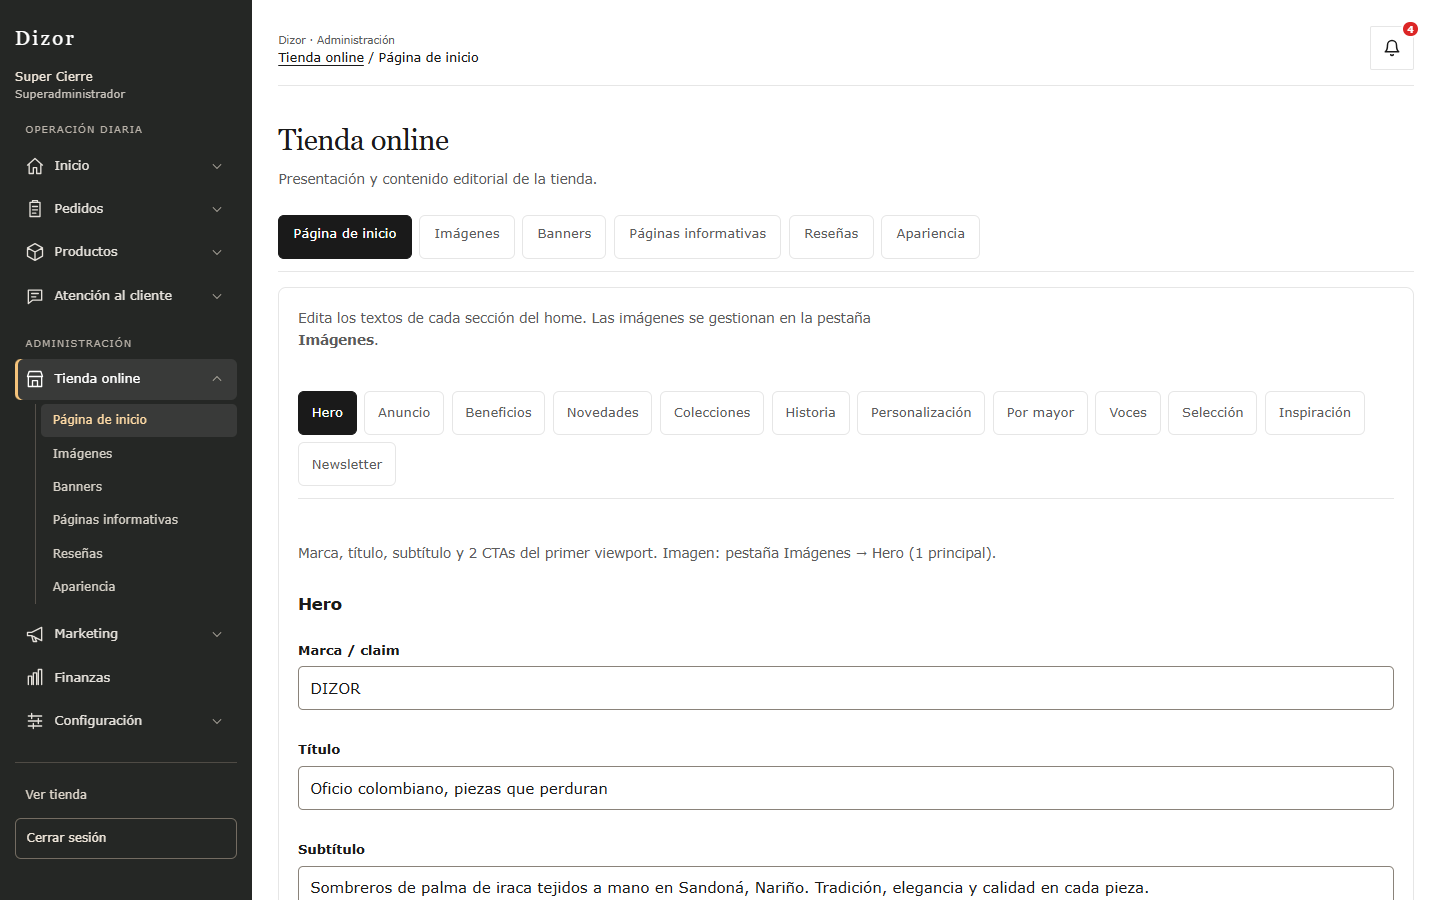 Dizor
Super Cierre
Superadministrador
OPERACIÓN DIARIA
Inicio
Pedidos
Productos
Atención al cliente
ADMINISTRACIÓN
Tienda online
Página de inicio
Imágenes
Banners
Páginas informativas
Reseñas
Apariencia
Marketing
Finanzas
Configuración
Ver tienda
Cerrar sesión
Dizor · Administración
Tienda online / Página de inicio
4
Tienda online
Presentación y contenido editorial de la tienda.
Página de inicio Imágenes Banners Páginas informativas Reseñas Apariencia
Edita los textos de cada sección del home. Las imágenes se gestionan en la pestaña
Imágenes.
Hero Anuncio Beneficios Novedades Colecciones Historia Personalización Por mayor Voces Selección Inspiración
Newsletter
Marca, título, subtítulo y 2 CTAs del primer viewport. Imagen: pestaña Imágenes → Hero (1 principal).
Hero
Marca / claim
DIZOR
Título
Oficio colombiano, piezas que perduran
Subtítulo
Sombreros de palma de iraca tejidos a mano en Sandoná, Nariño. Tradición, elegancia y calidad en cada pieza.